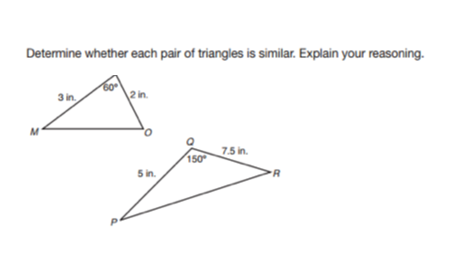 Determine whether each pair of triangles is similar. Explain your reasoning.
60°
3 in.
2 in.
M
O
Q
7.5 in.
150°
5 in.
R
P